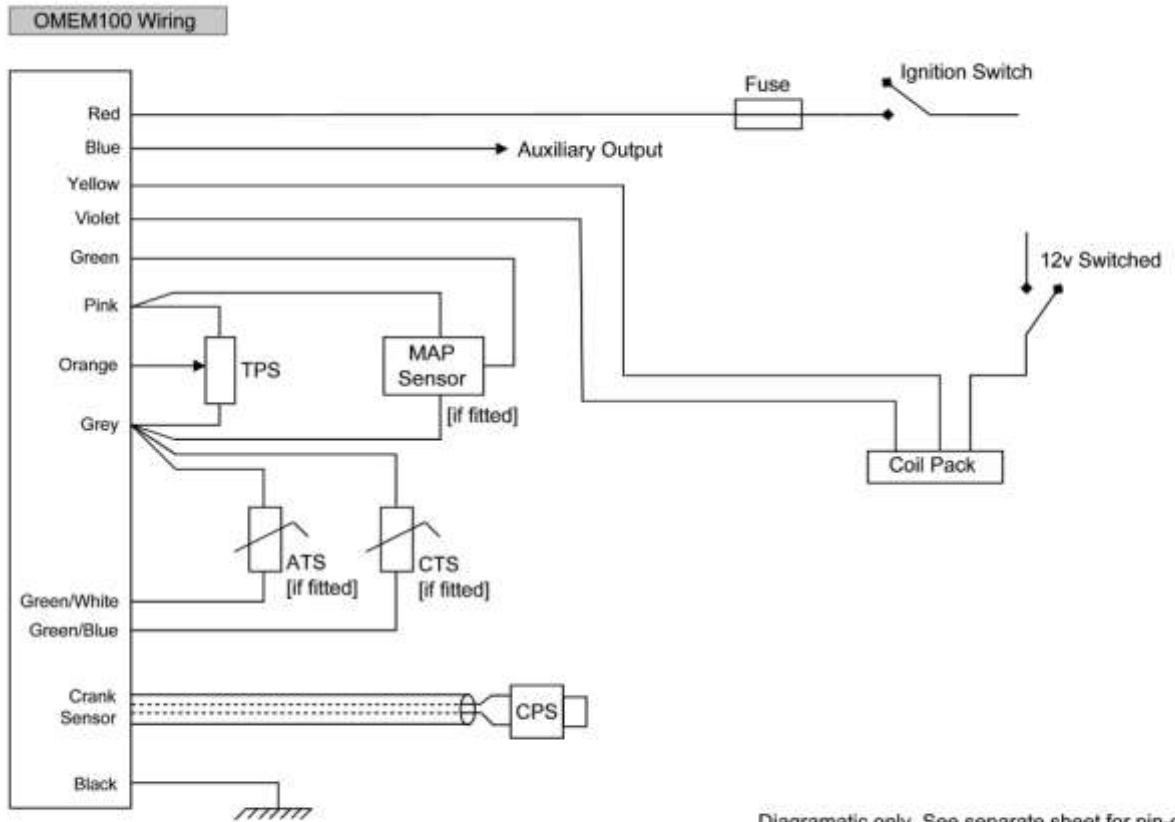 OMEM100 Wiring
Ignition Switch
Fuse
Red
Blue
Auxiliary Output
Yellow
Violet
Green
12v Switched
Pink
Orange
TPS
MAP
Sensor
[if fitted]
Grey
Coil Pack
ATS
[if fitted]
CTS
[if fitted]
Green/White
Green/Blue
Crank
Sensor
CPS
Black
Diagramatic only. See separate sheet for pin-